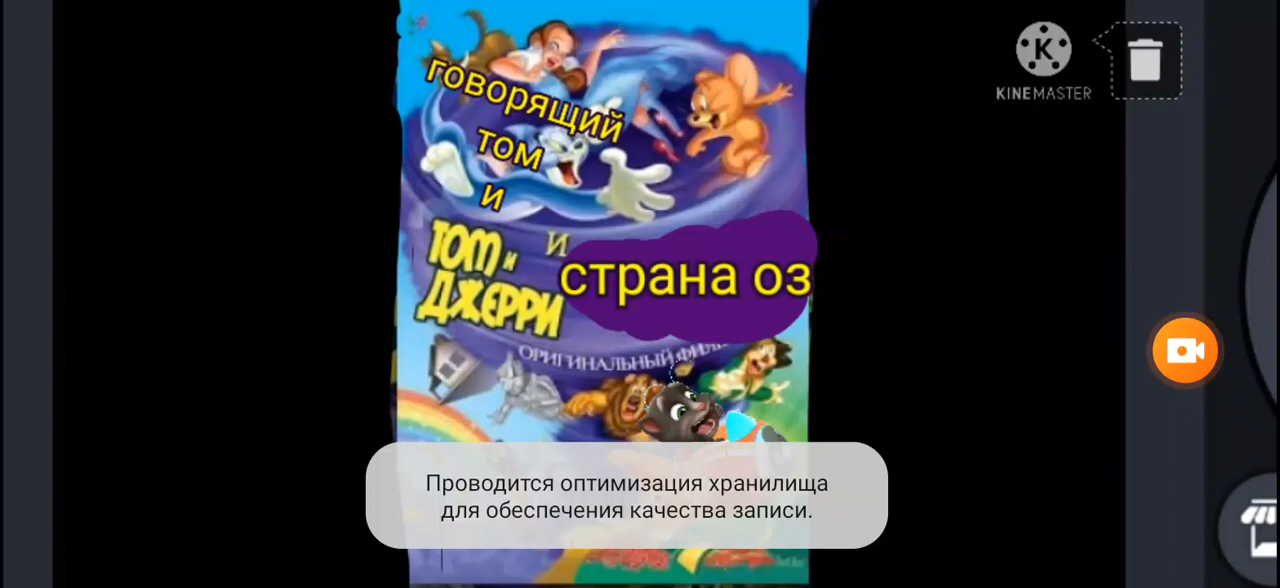 KINEMASTER
говорящий
том
и
И
ТОМ и
ДЖЕРРИ
страна оз
ОРИГИНАЛЬНЫЙ
Проводится оптимизация хранилища
для обеспечения качества записи.